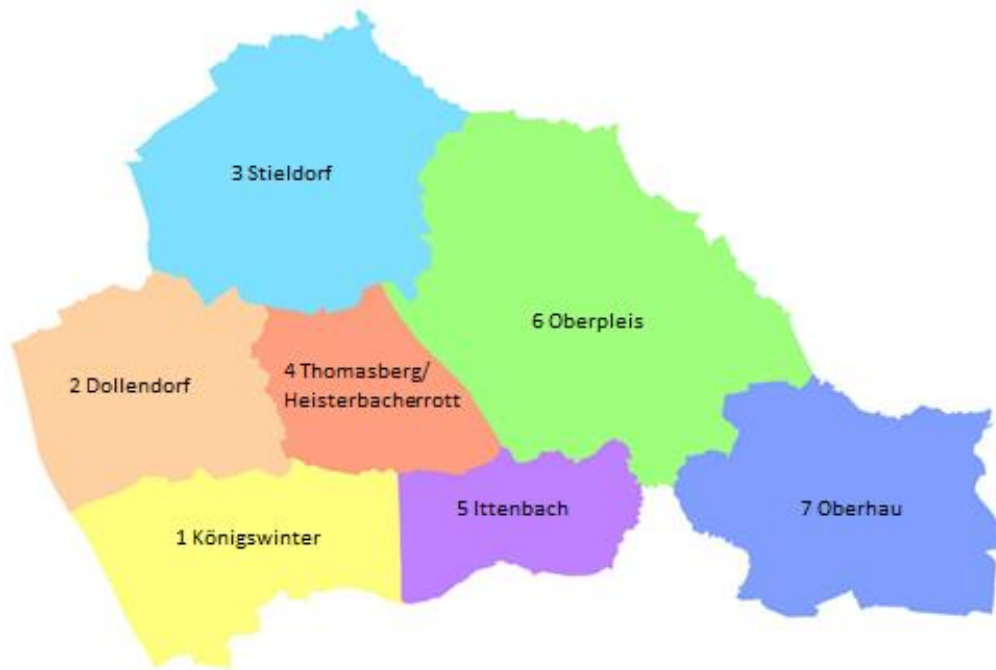 3 Stieldorf
6 Oberpleis
2 Dollendorf
4 Thomasberg/
Heisterbacherrott
5 Ittenbach
7 Oberhau
1 Königswinter